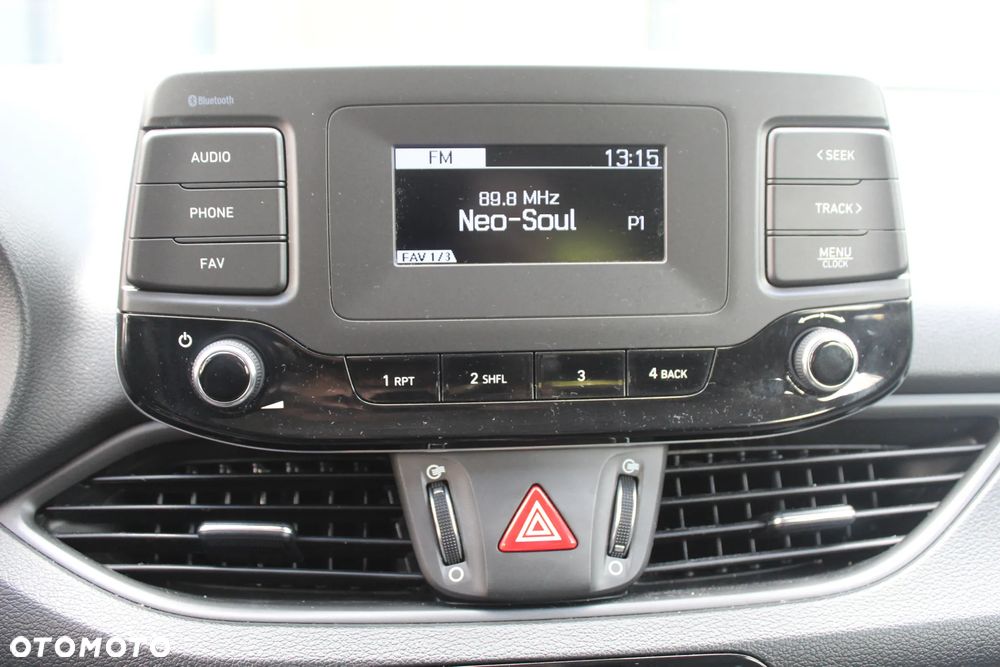 Bluetooth
AUDIO
PHONE
FAV
FM 13:15
89.8 MHz
Neo-Soul P1
FAV 1/3
< SEEK
TRACK >
MENU
CLOCK
1 RPT
2 SHFL
3
4 BACK
OTOMOTO